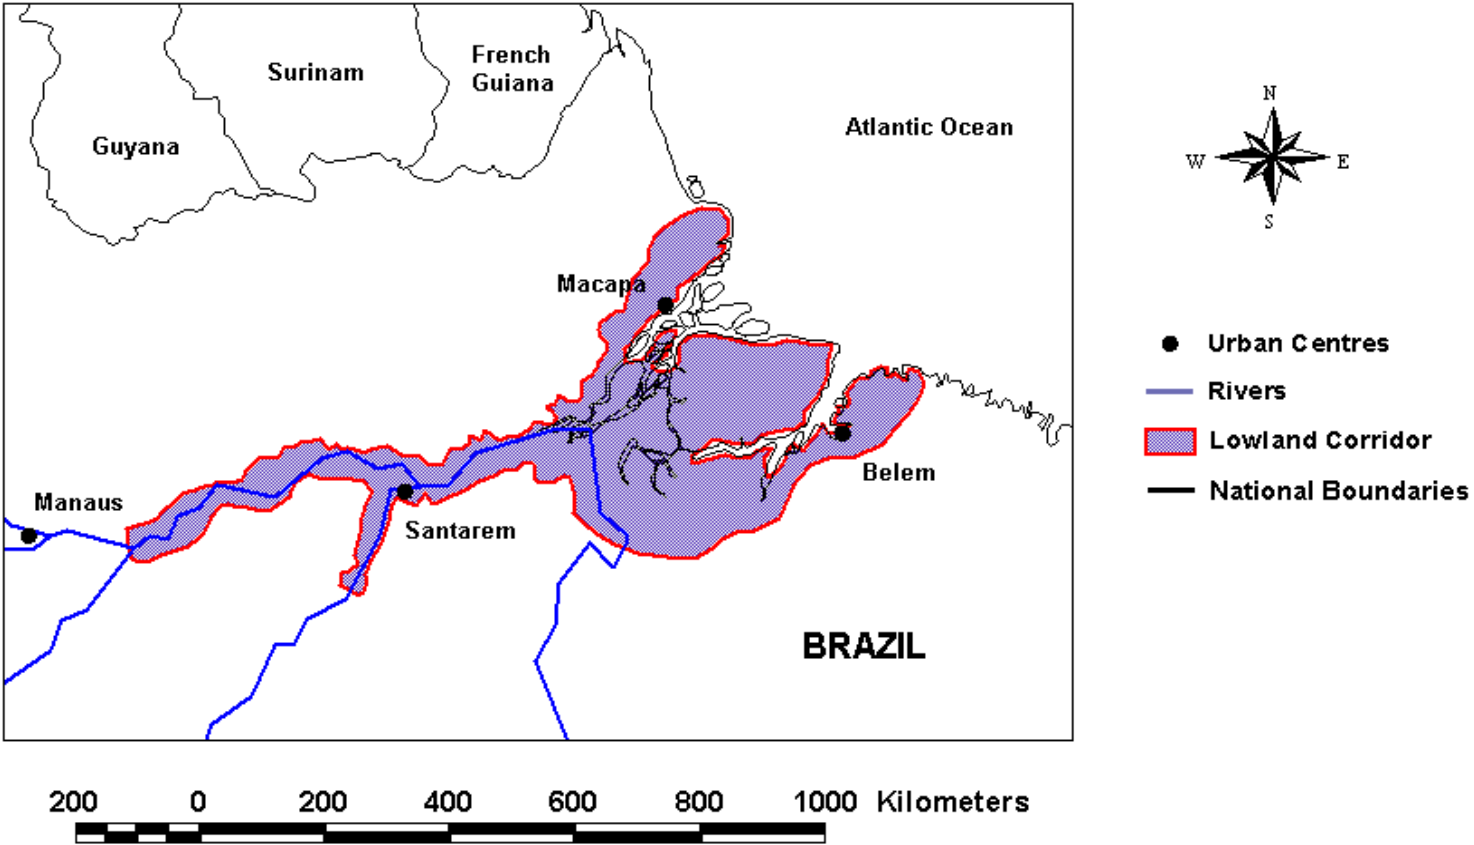 French
Surinam
Guiana
Atlantic Ocean
Guyana
N
W
E
S
Macapa
Urban Centres
Rivers
Lowland Corridor
Belem
National Boundaries
Manaus
Santarem
BRAZIL
200 0 200 400 600 800 1000 Kilometers